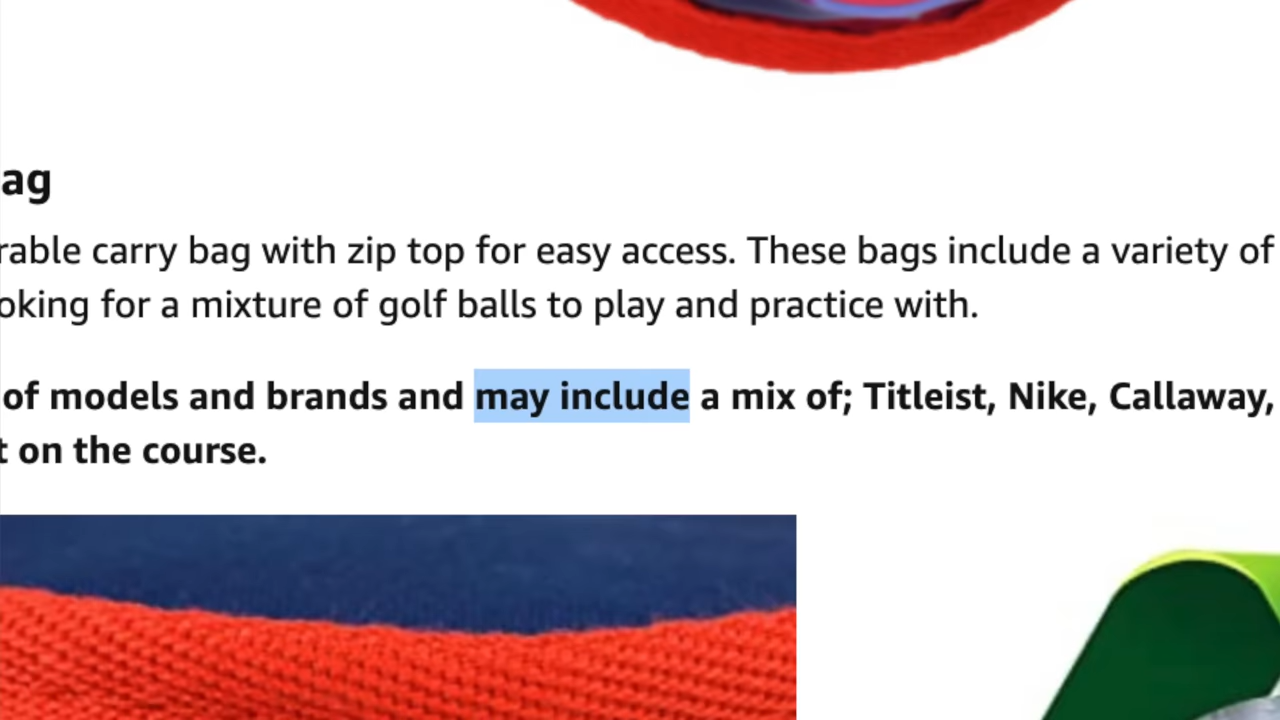 ag
rable carry bag with zip top for easy access. These bags include a variety of
oking for a mixture of golf balls to play and practice with.
of models and brands and may include a mix of; Titleist, Nike, Callaway,
t on the course.